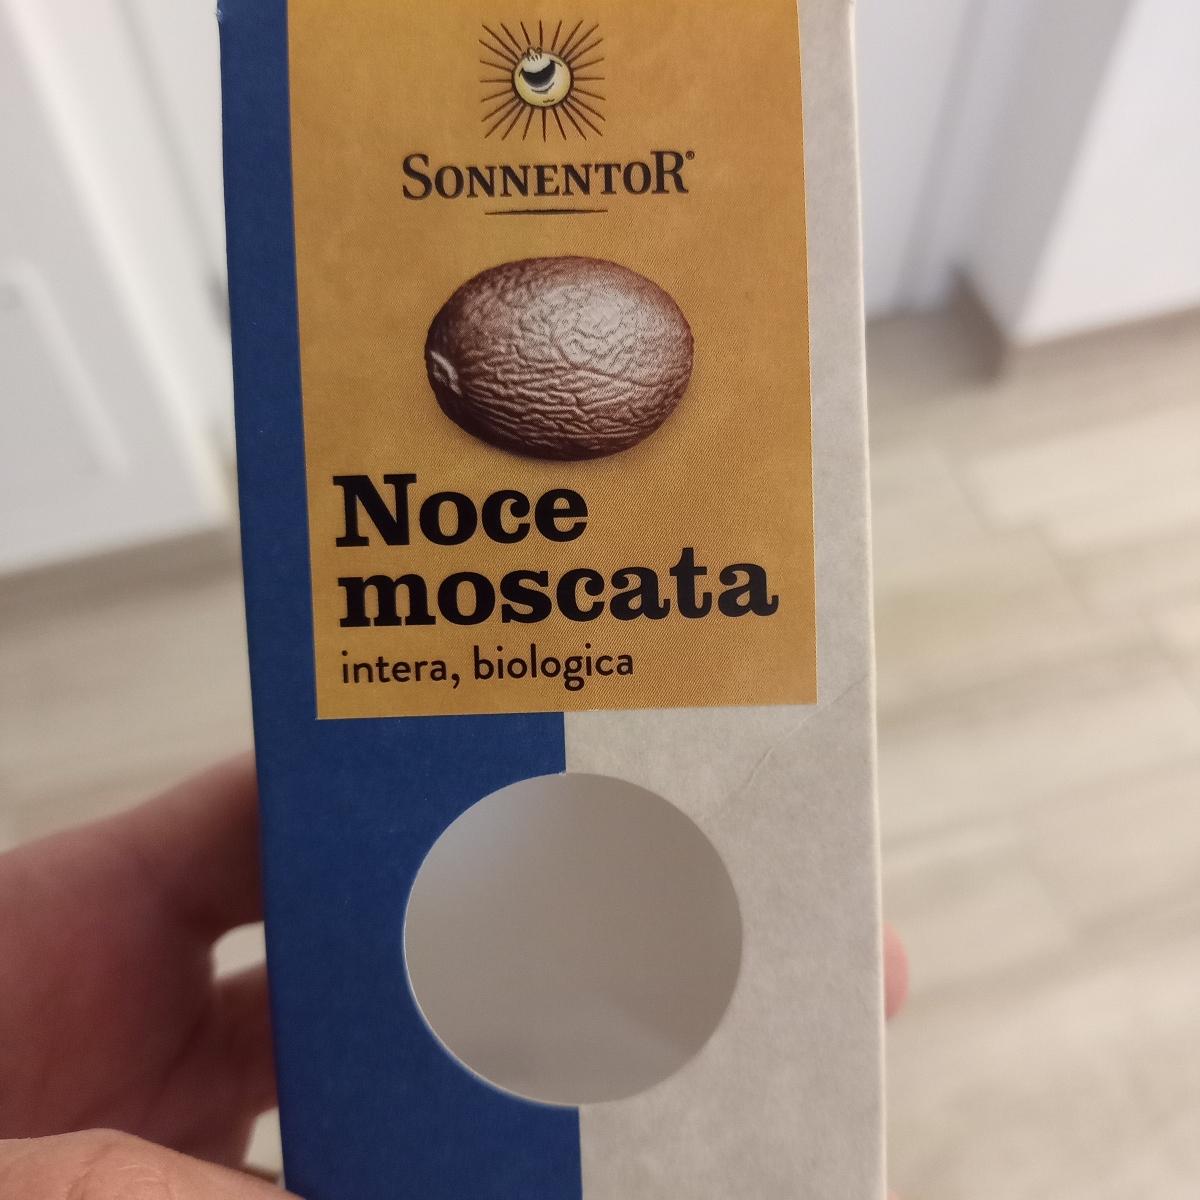 SONNENTOR®
Noce
moscata
intera, biologica